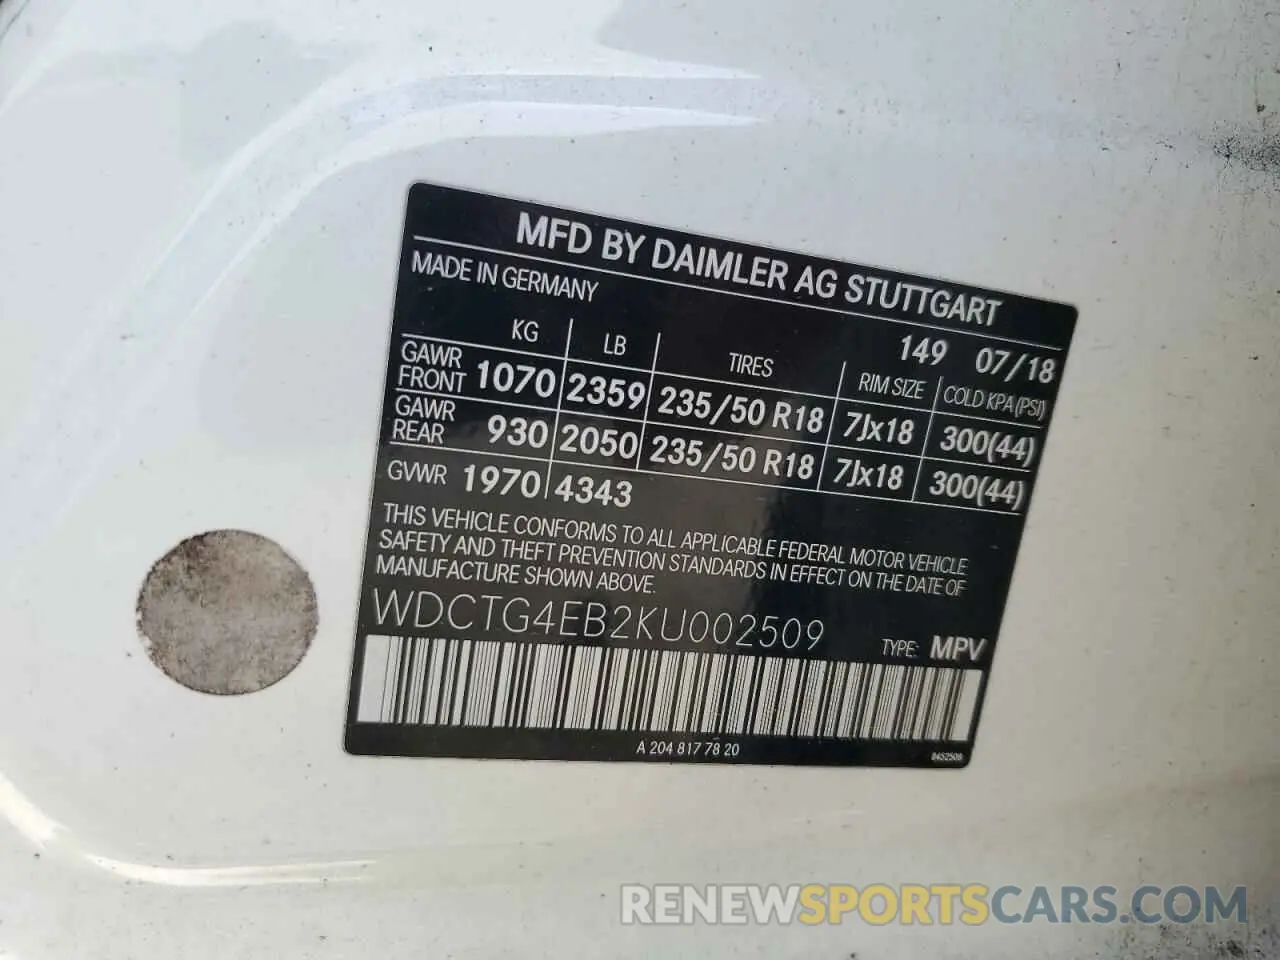 MFD BY DAIMLER AG STUTTGART
MADE IN GERMANY
149 07/18
KG LB TIRES RIM SIZE COLD KPA (PSI)
GAWR FRONT 1070 2359 235/50 R18 7Jx18 300(44)
GAWR REAR 930 2050 235/50 R18 7Jx18 300(44)
GVWR 1970 4343
THIS VEHICLE CONFORMS TO ALL APPLICABLE FEDERAL MOTOR VEHICLE
SAFETY AND THEFT PREVENTION STANDARDS IN EFFECT ON THE DATE OF
MANUFACTURE SHOWN ABOVE.
WDCTG4EB2KU002509 TYPE: MPV
A 204 817 78 20 8452509
RENEWSPORTSCARS.COM